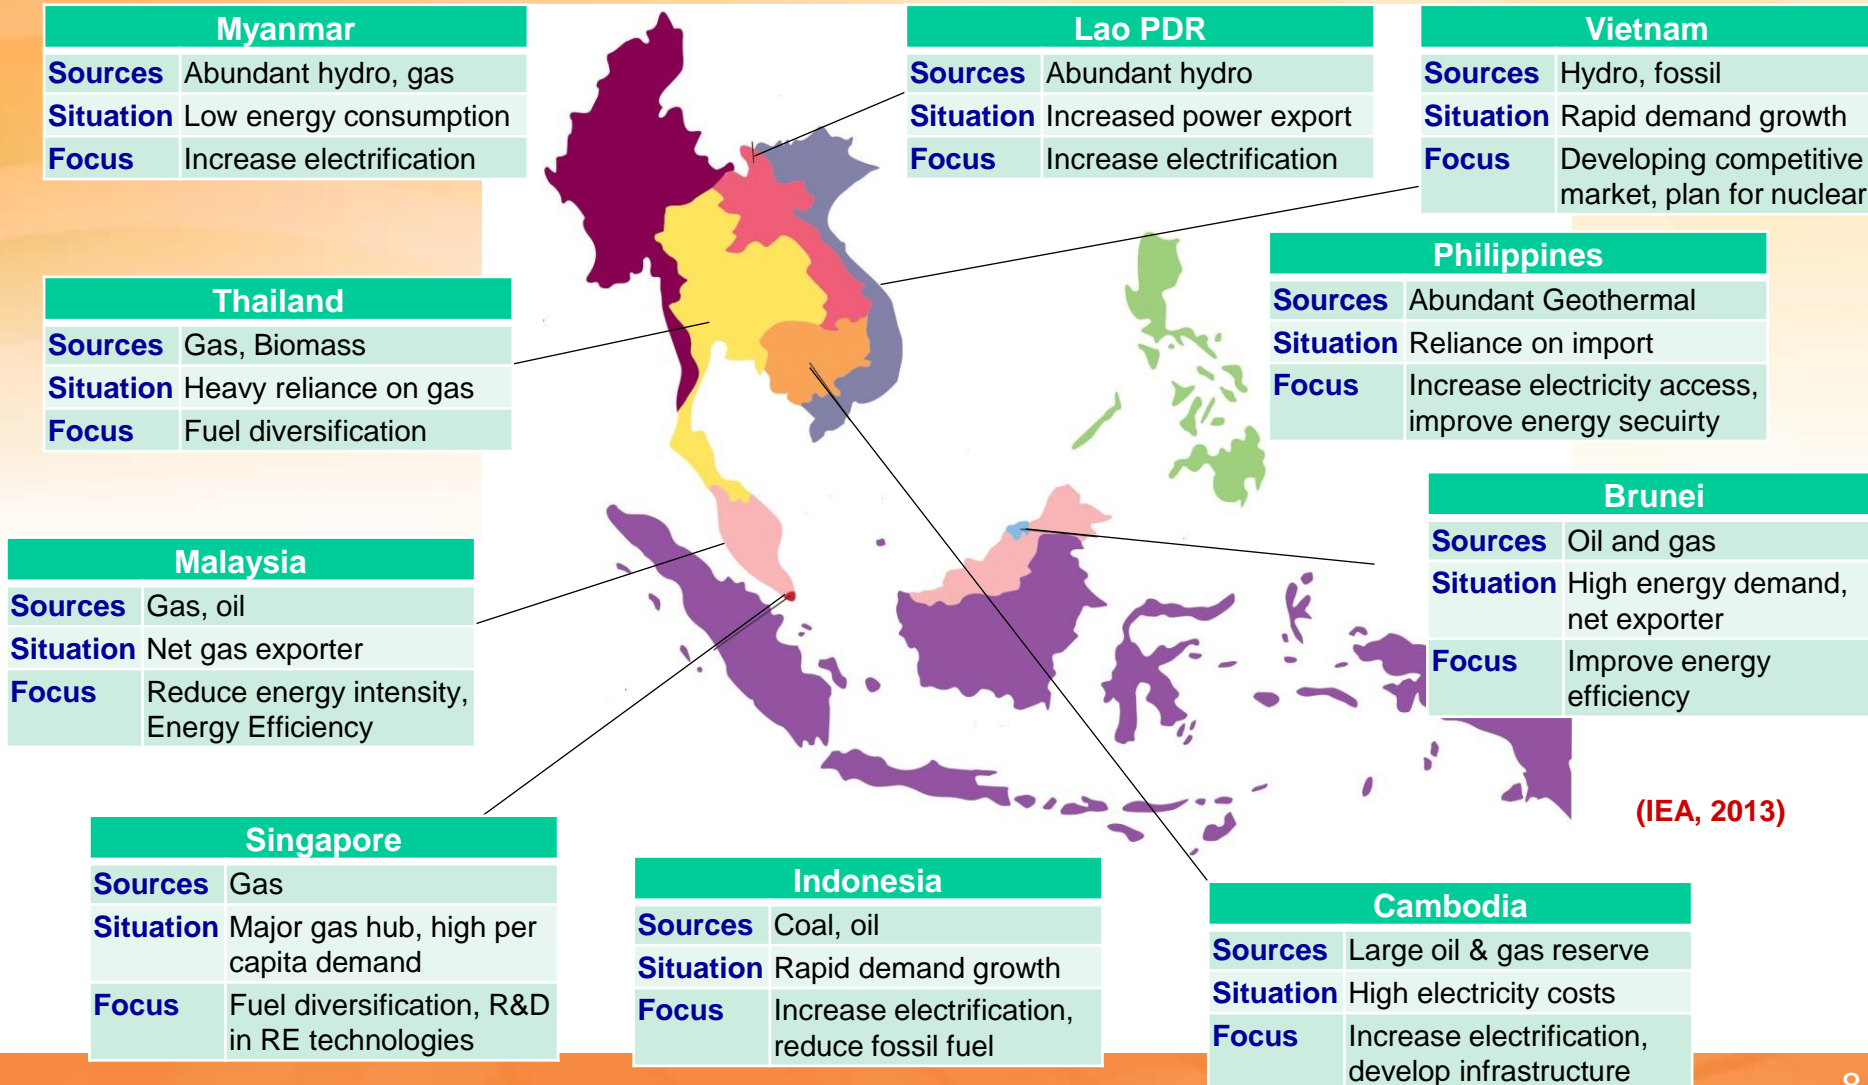 Myanmar
Sources Abundant hydro, gas
Situation Low energy consumption
Focus Increase electrification
Lao PDR
Sources Abundant hydro
Situation Increased power export
Focus Increase electrification
Vietnam
Sources Hydro, fossil
Situation Rapid demand growth
Focus Developing competitive
market, plan for nuclear
Thailand
Sources Gas, Biomass
Situation Heavy reliance on gas
Focus Fuel diversification
Philippines
Sources Abundant Geothermal
Situation Reliance on import
Focus Increase electricity access,
improve energy secuirty
Malaysia
Sources Gas, oil
Situation Net gas exporter
Focus Reduce energy intensity,
Energy Efficiency
Brunei
Sources Oil and gas
Situation High energy demand,
net exporter
Focus Improve energy
efficiency
(IEA, 2013)
Singapore
Sources Gas
Situation Major gas hub, high per
capita demand
Focus Fuel diversification, R&D
in RE technologies
Indonesia
Sources Coal, oil
Situation Rapid demand growth
Focus Increase electrification,
reduce fossil fuel
Cambodia
Sources Large oil & gas reserve
Situation High electricity costs
Focus Increase electrification,
develop infrastructure
8